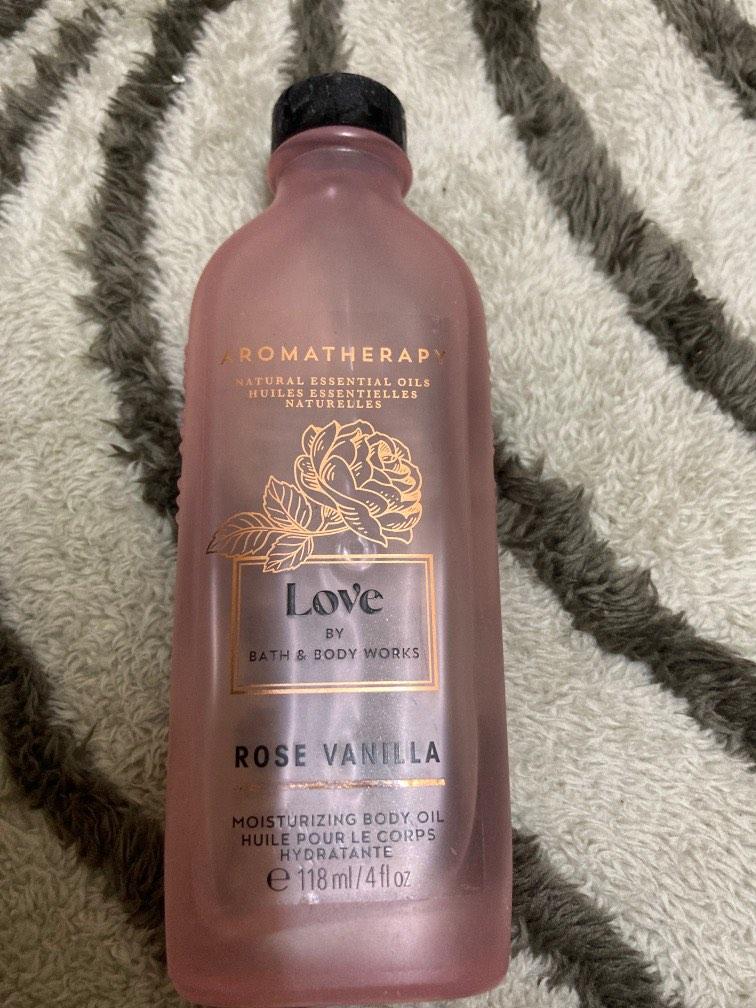 AROMATHERAPY
NATURAL ESSENTIAL OILS
HUILES ESSENTIELLES
NATURELLES
Love
BY
BATH & BODY WORKS
ROSE VANILLA
MOISTURIZING BODY OIL
HUILE POUR LE CORPS
HYDRATANTE
℮ 118 ml/4 fl oz